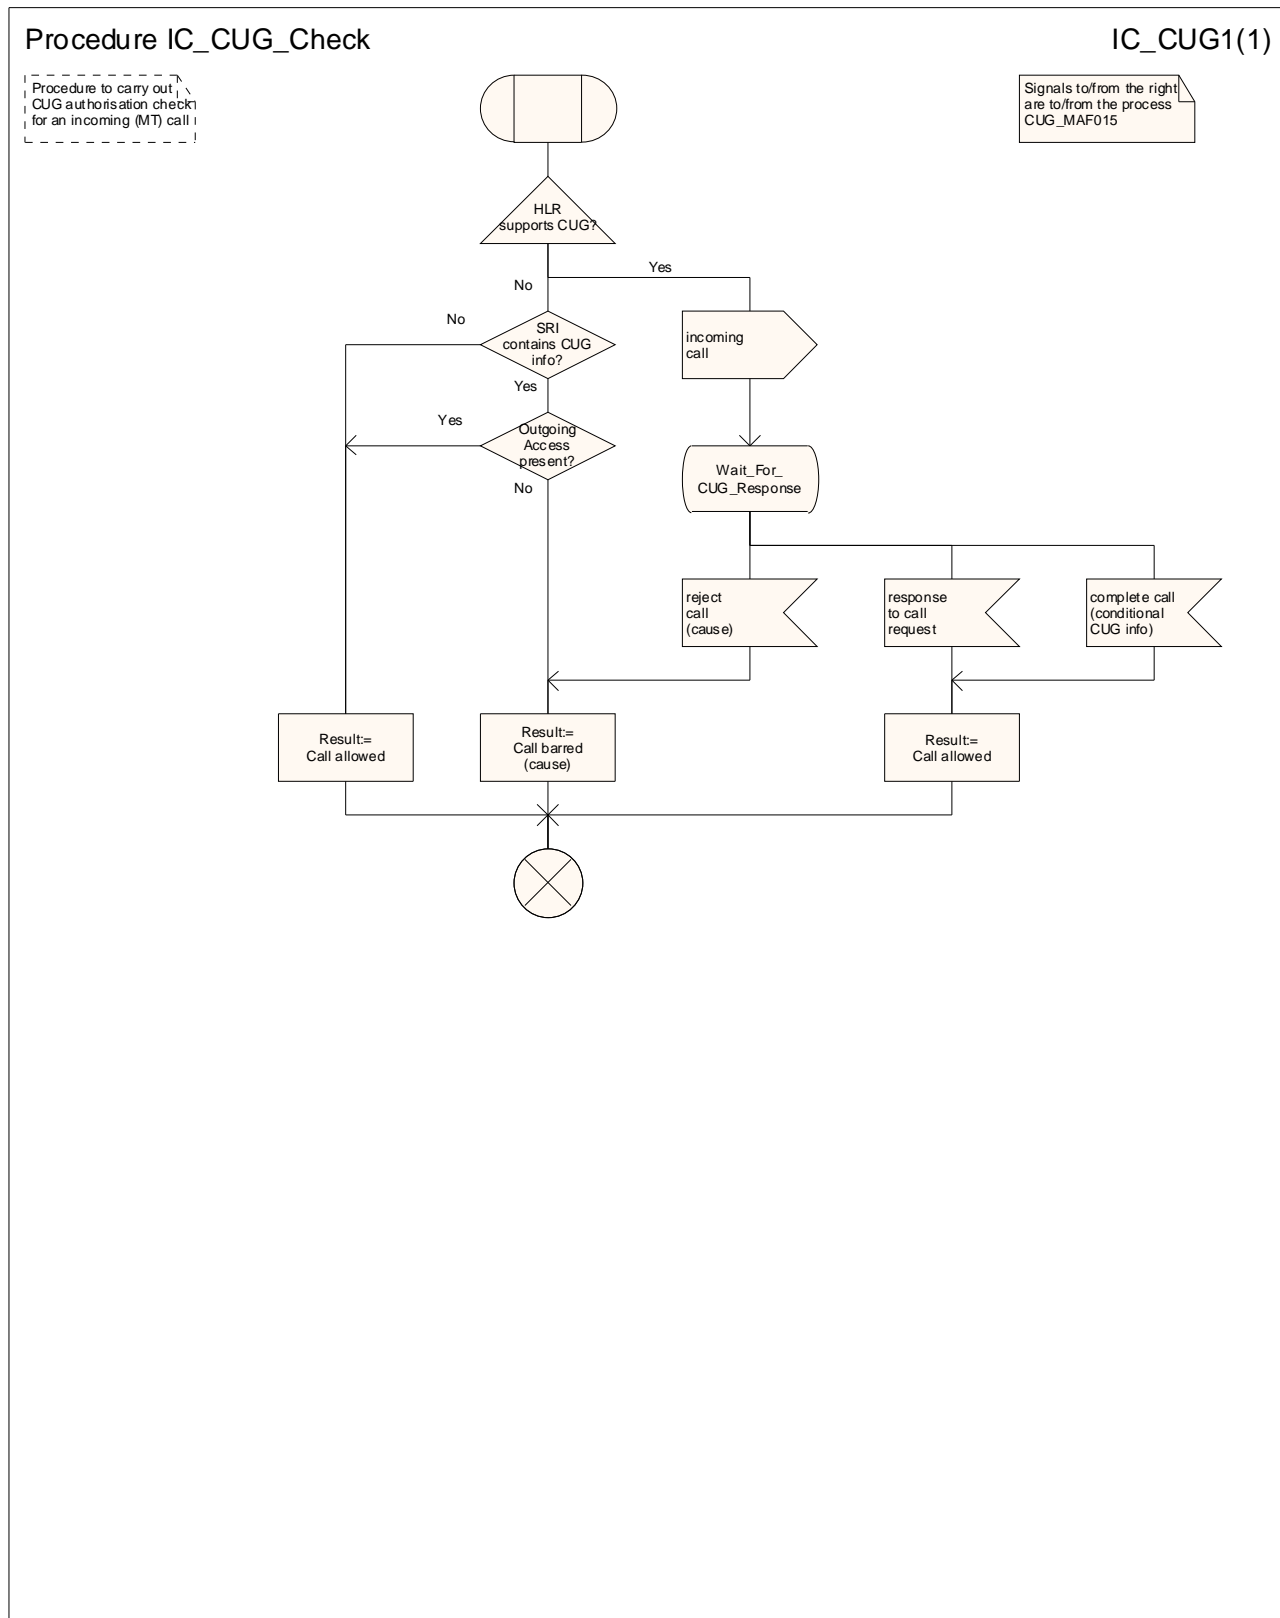 Procedure IC_CUG_Check
IC_CUG1(1)
Procedure to carry out
CUG authorisation check
for an incoming (MT) call
Signals to/from the right
are to/from the process
CUG_MAF015
HLR
supports CUG?
Yes
No
No
SRI
contains CUG
info?
incoming
call
Yes
Yes
Outgoing
Access
present?
Wait_For_
CUG_Response
No
reject
call
(cause)
response
to call
request
complete call
(conditional
CUG info)
Result:=
Call allowed
Result:=
Call barred
(cause)
Result:=
Call allowed